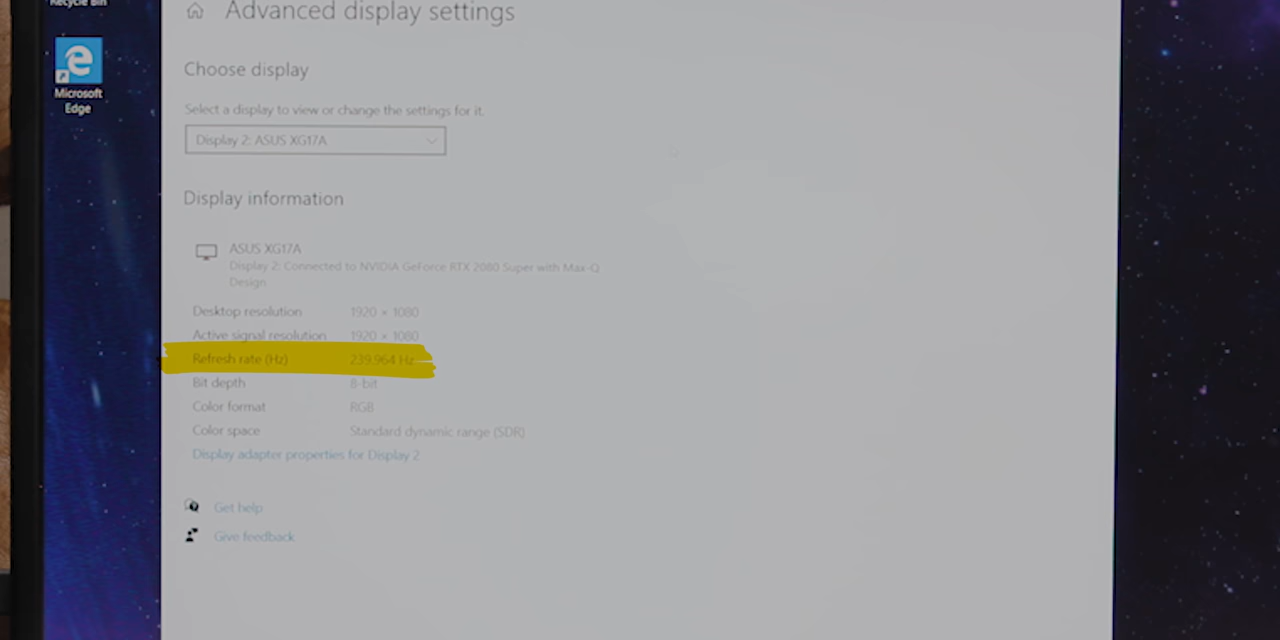 Recycle Bin
Microsoft
Edge
Advanced display settings
Choose display
Select a display to view or change the settings for it.
Display 2: ASUS XG17A
Display information
ASUS XG17A
Display 2: Connected to NVIDIA GeForce RTX 2080 Super with Max-Q
Design
Desktop resolution 1920 × 1080
Active signal resolution 1920 × 1080
Refresh rate (Hz) 239.964 Hz
Bit depth 8-bit
Color format RGB
Color space Standard dynamic range (SDR)
Display adapter properties for Display 2
Get help
Give feedback